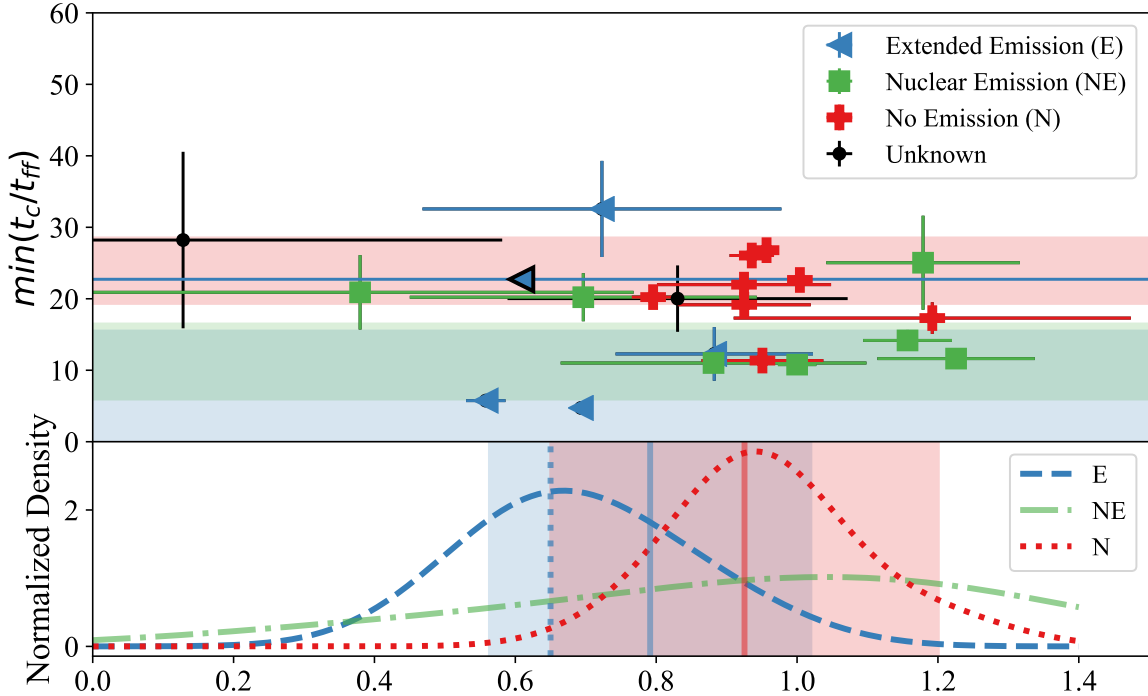 60
50
40
30
20
10
0
min(t_c/t_ff)
Extended Emission (E)
Nuclear Emission (NE)
No Emission (N)
Unknown
Normalized Density
2
0
E
NE
N
0.0 0.2 0.4 0.6 0.8 1.0 1.2 1.4